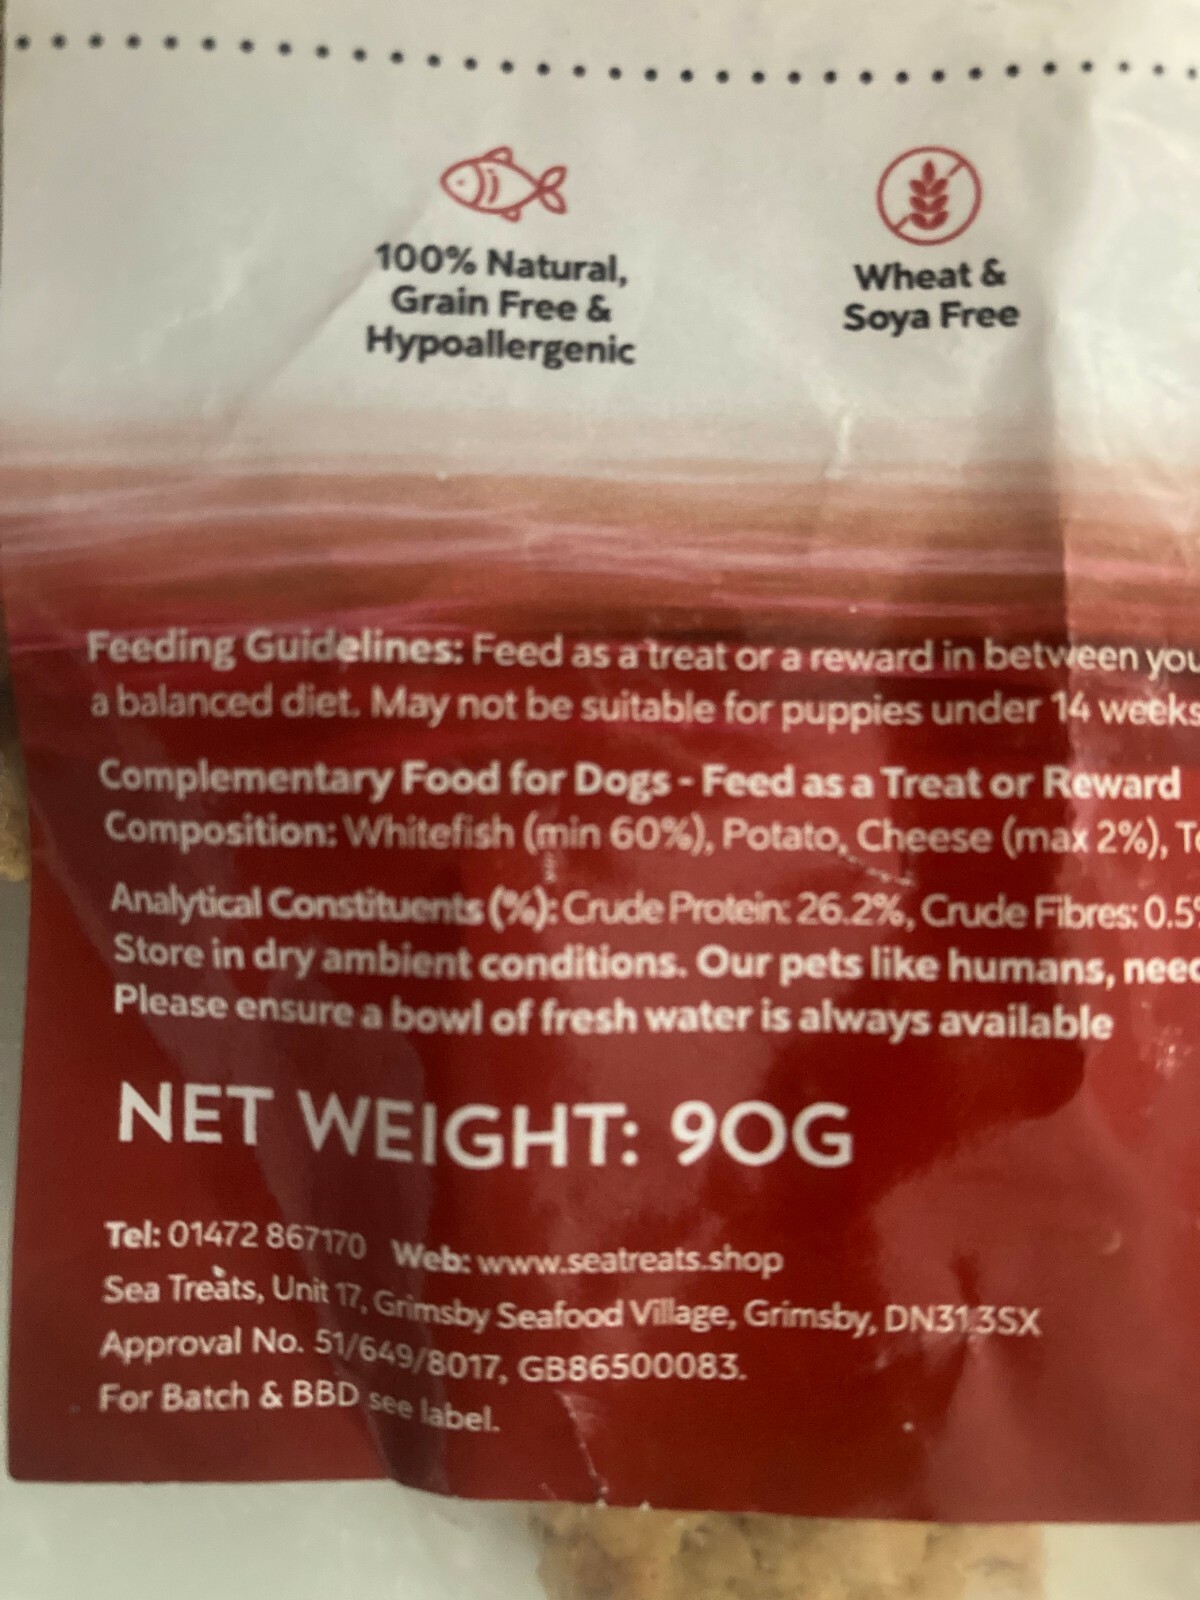 100% Natural,
Grain Free &
Hypoallergenic
Wheat &
Soya Free
Feeding Guidelines: Feed as a treat or a reward in between
a balanced diet. May not be suitable for puppies under 14 weeks
Complementary Food for Dogs - Feed as a Treat or Reward
Composition: Whitefish (min 60%), Potato, Cheese (max 2%),
Analytical Constituents (%): Crude Protein: 26.2%, Crude Fibres: 0.5%
Store in dry ambient conditions. Our pets like humans,
Please ensure a bowl of fresh water is always available
NET WEIGHT: 90G
Tel: 01472 867170 Web: www.seatreats.shop
Sea Treats, Unit 17, Grimsby Seafood Village, Grimsby, DN31 3SX
Approval No. 51/649/8017, GB86500083.
For Batch & BBD see label.